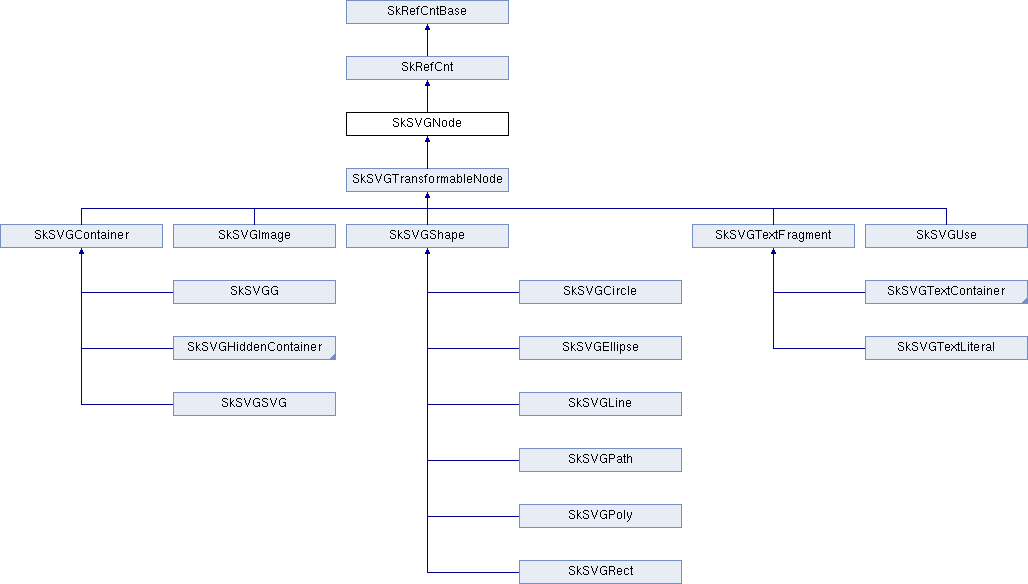 SkRefCntBase
SkRefCnt
SkSVGNode
SkSVGTransformableNode
SkSVGContainer
SkSVGImage
SkSVGShape
SkSVGTextFragment
SkSVGUse
SkSVGG
SkSVGCircle
SkSVGTextContainer
SkSVGHiddenContainer
SkSVGEllipse
SkSVGTextLiteral
SkSVGSVG
SkSVGLine
SkSVGPath
SkSVGPoly
SkSVGRect